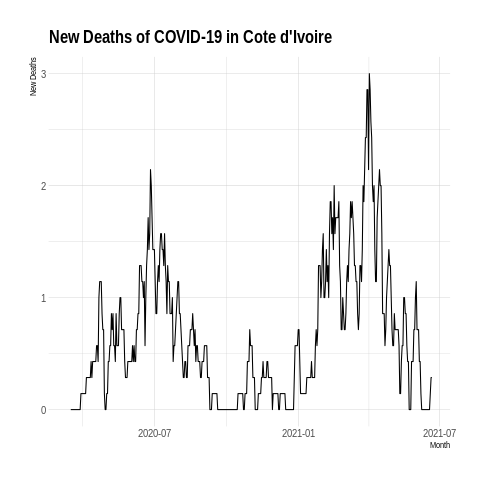 New Deaths of COVID-19 in Cote d'Ivoire
New Deaths
3
2
1
0
2020-07
2021-01
2021-07
Month